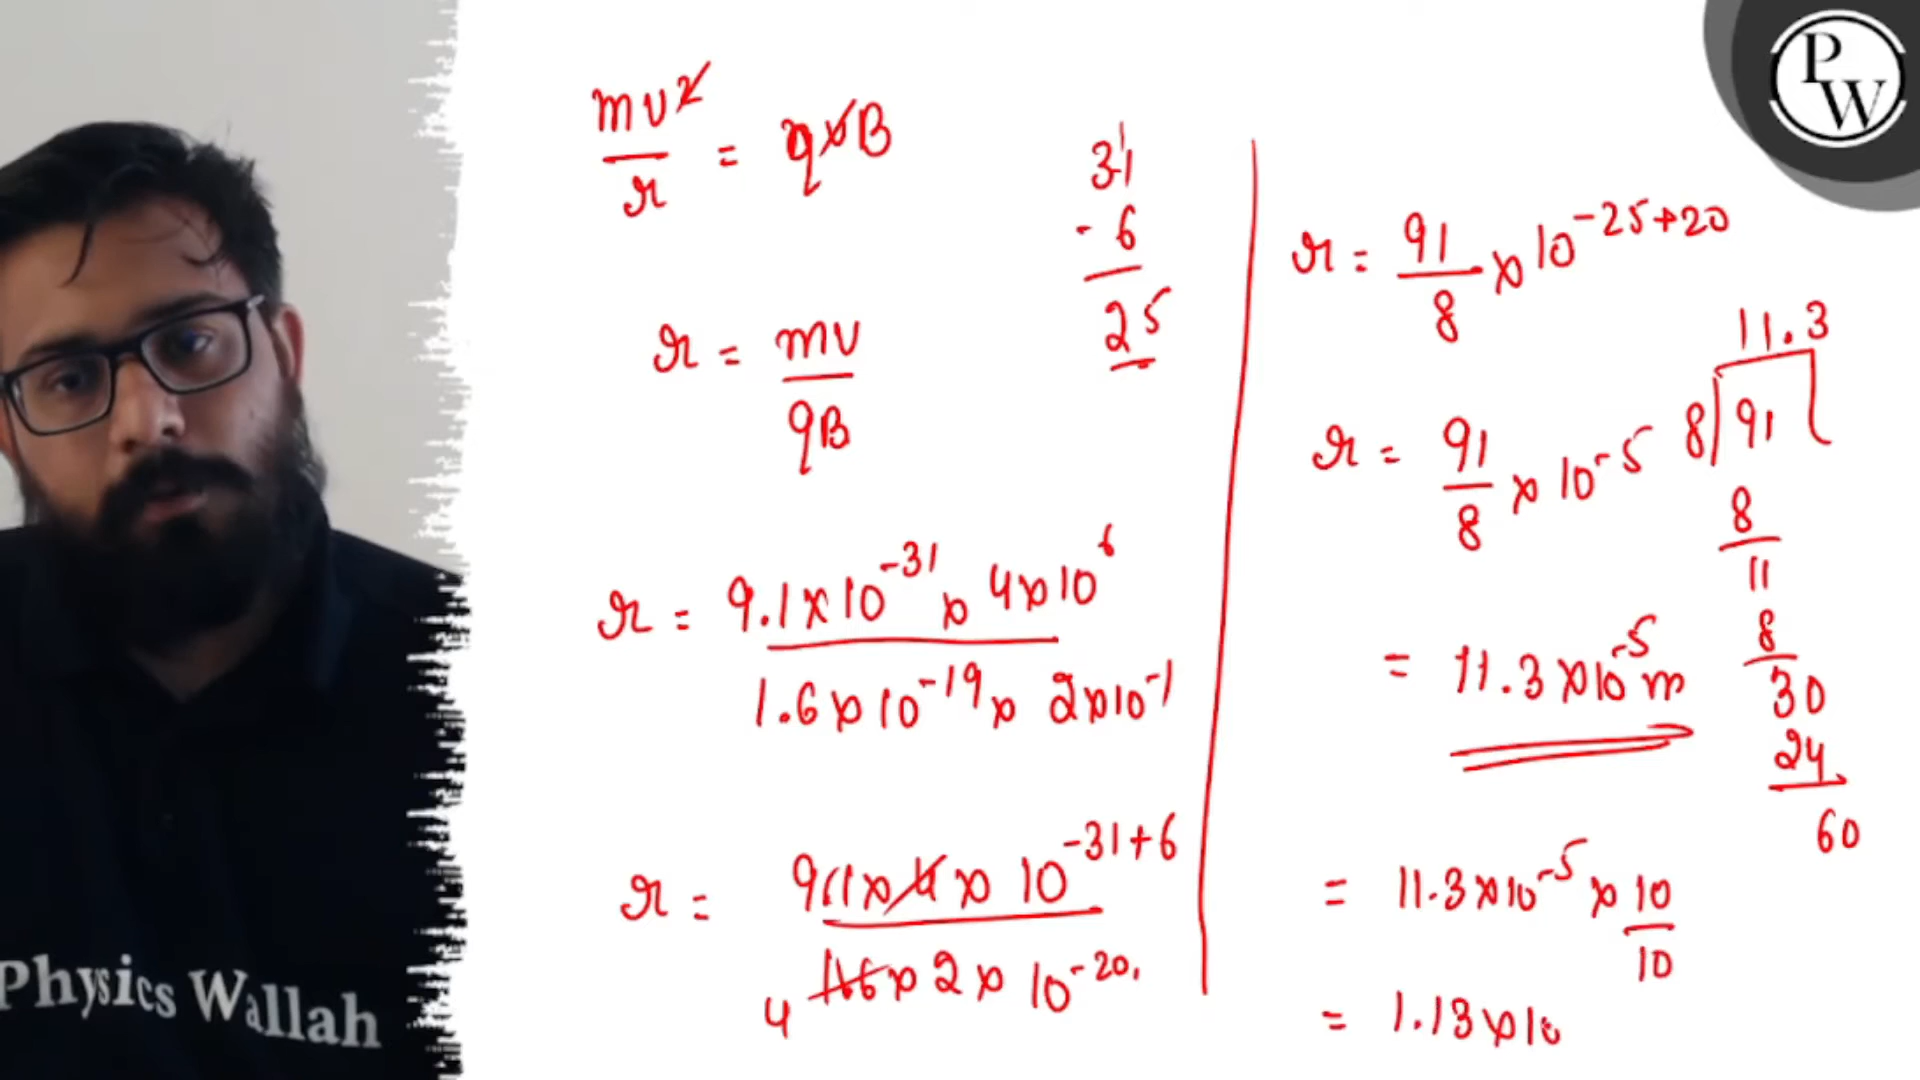 PW
mv²/r = qvB
31
- 6
25
r = mv/qB
r = 9.1 x 10⁻³¹ x 4 x 10⁶ / 1.6 x 10⁻¹⁹ x 2 x 10⁻¹
r = 9.1 x 4 x 10⁻³¹⁺⁶ / 1.6 x 2 x 10⁻²⁰
4
r = 91/8 x 10⁻²⁵⁺²⁰
r = 91/8 x 10⁻⁵
11.3
8 91
8
11
8
30
24
60
= 11.3 x 10⁻⁵ m
= 11.3 x 10⁻⁵ x 10/10
= 1.13 x 10
Physics Wallah